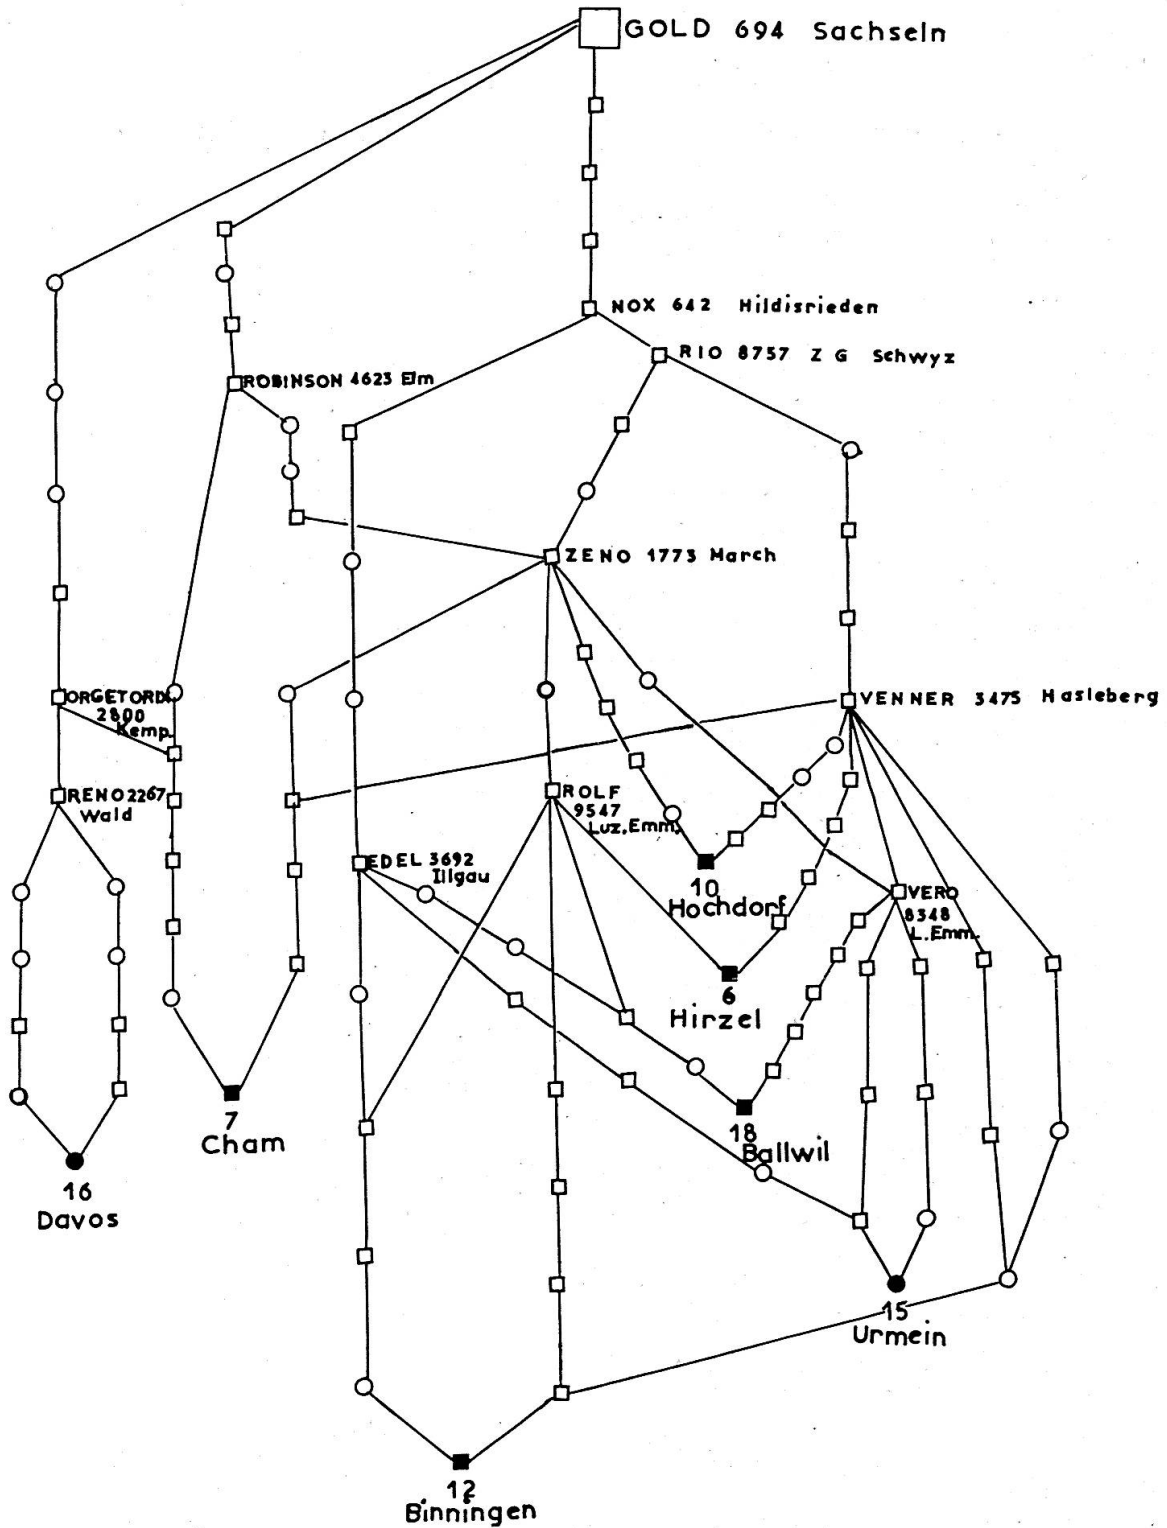 GOLD 694 Sachseln
NOX 642 Hildisrieden
RIO 8757 Z G Schwyz
ROBINSON 4623 Elm
ZENO 1773 March
ORGETORIX
2800
Kemp.
VENNER 3475 Hasleberg
RENO 2267
Wald
ROLF
9547
Luz. Emm.
EDEL 3692
Illgau
10
Hochdorf
VERO
8348
L. Emm.
6
Hirzel
7
Cham
18
Ballwil
16
Davos
15
Urmein
12
Binningen